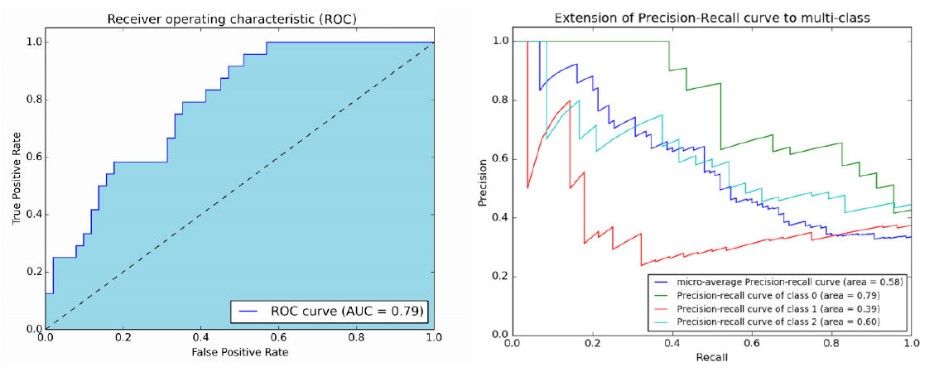 Receiver operating characteristic (ROC)
True Positive Rate
1.0
0.8
0.6
0.4
0.2
0.0
0.0 0.2 0.4 0.6 0.8 1.0
False Positive Rate
ROC curve (AUC = 0.79)
Extension of Precision-Recall curve to multi-class
Precision
1.0
0.8
0.6
0.4
0.2
0.0
0.0 0.2 0.4 0.6 0.8 1.0
Recall
micro-average Precision-recall curve (area = 0.58)
Precision-recall curve of class 0 (area = 0.79)
Precision-recall curve of class 1 (area = 0.39)
Precision-recall curve of class 2 (area = 0.60)